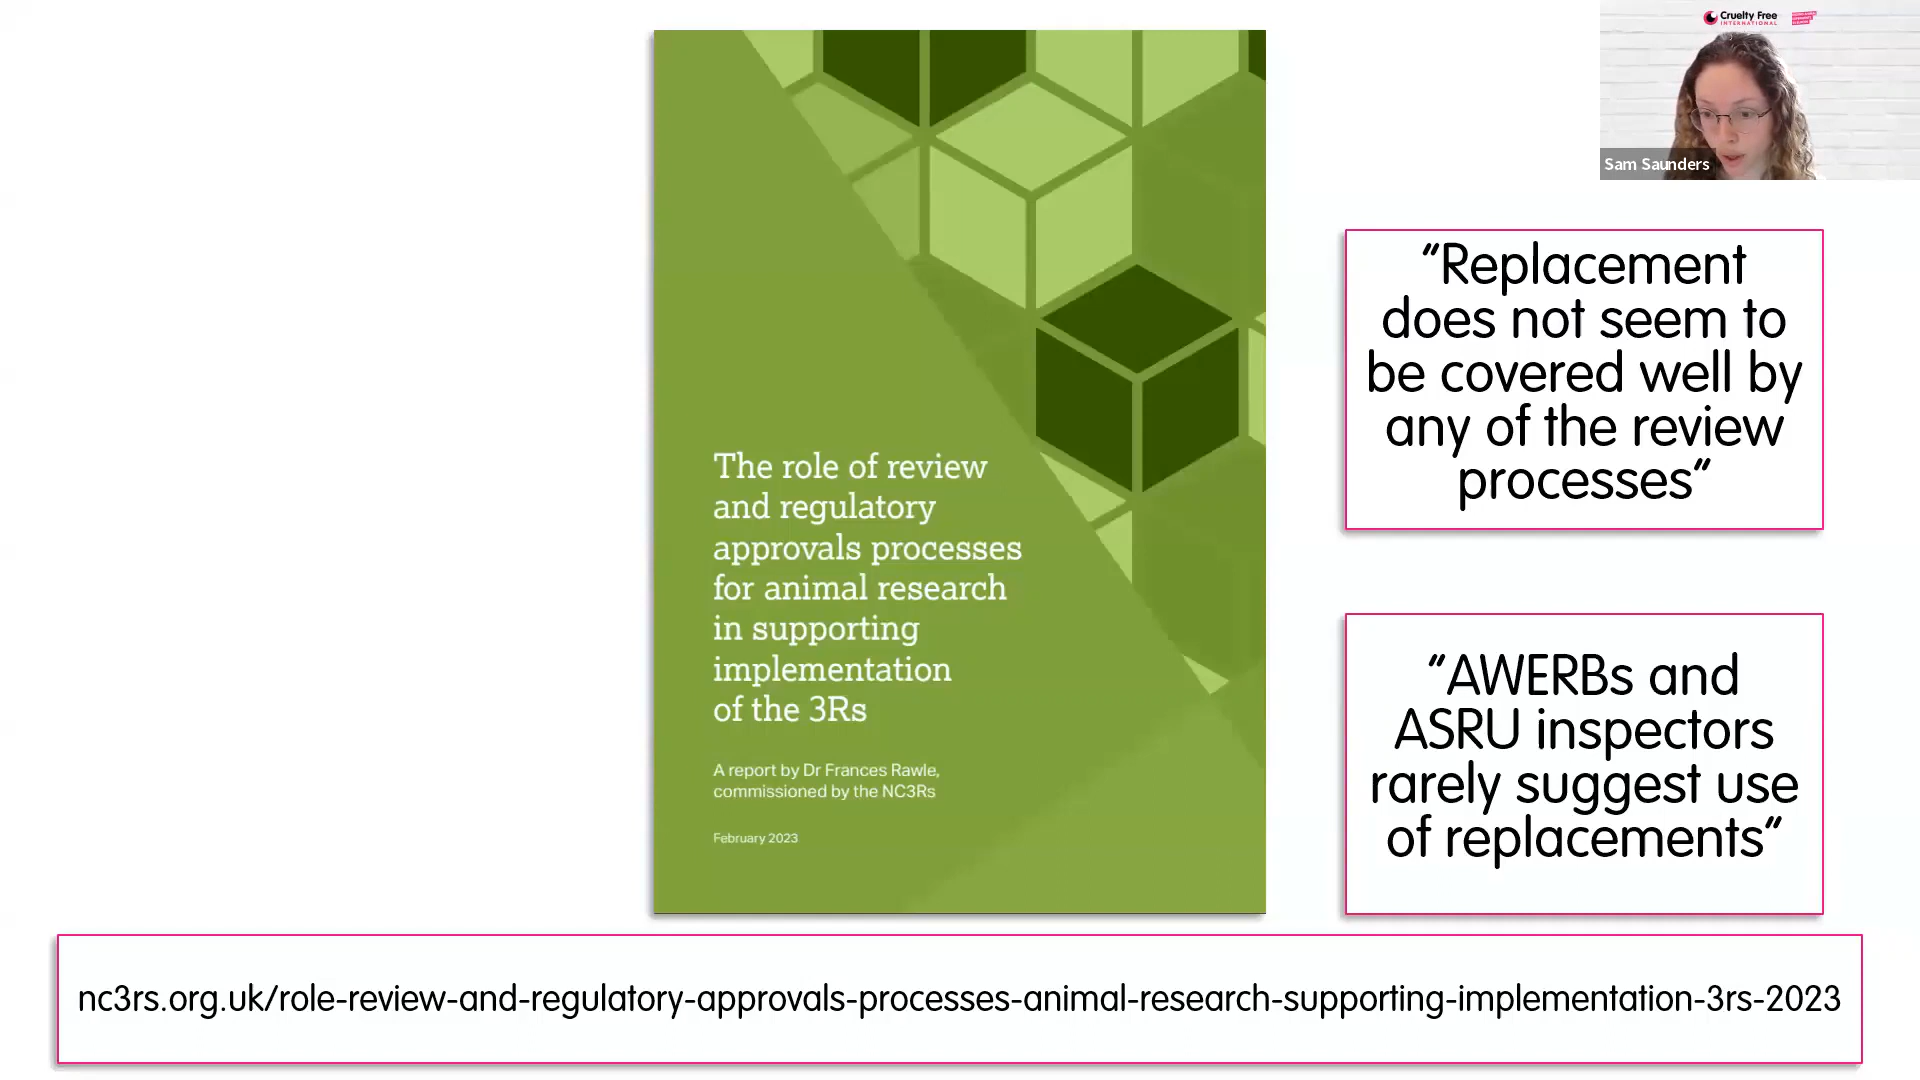 Cruelty Free
INTERNATIONAL
Sam Saunders
The role of review
and regulatory
approvals processes
for animal research
in supporting
implementation
of the 3Rs
A report by Dr Frances Rawle,
commissioned by the NC3Rs
February 2023
“Replacement
does not seem to
be covered well by
any of the review
processes”
“AWERBs and
ASRU inspectors
rarely suggest use
of replacements”
nc3rs.org.uk/role-review-and-regulatory-approvals-processes-animal-research-supporting-implementation-3rs-2023